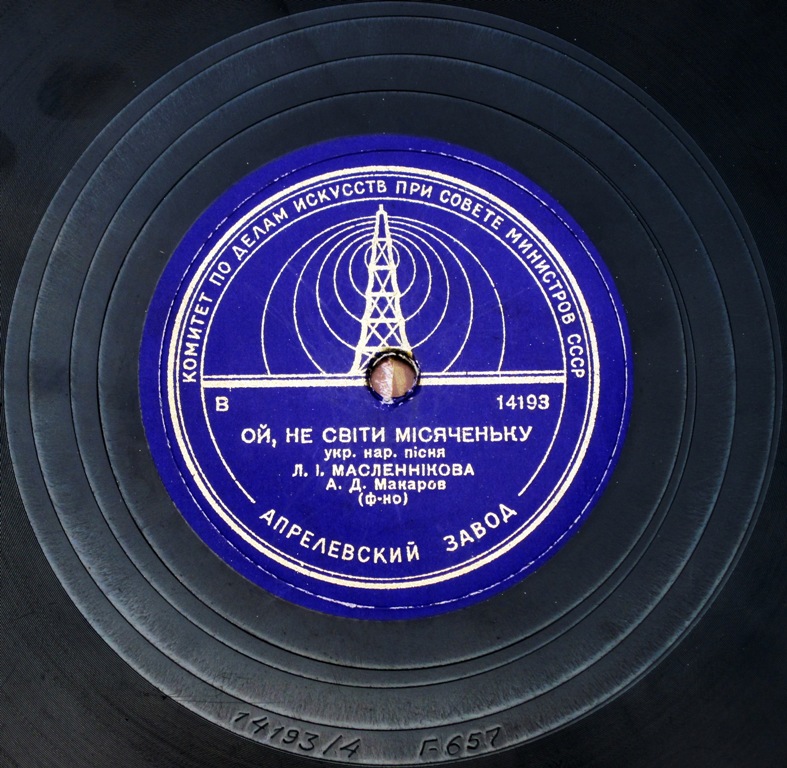 КОМИТЕТ ПО ДЕЛАМ ИСКУССТВ ПРИ СОВЕТЕ МИНИСТРОВ СССР
В 14193
ОЙ, НЕ СВІТИ МІСЯЧЕНЬКУ
укр. нар. пісня
Л. І. МАСЛЕННІКОВА
А. Д. Макаров
(ф-но)
АПРЕЛЕВСКИЙ ЗАВОД
14193/4 Г657